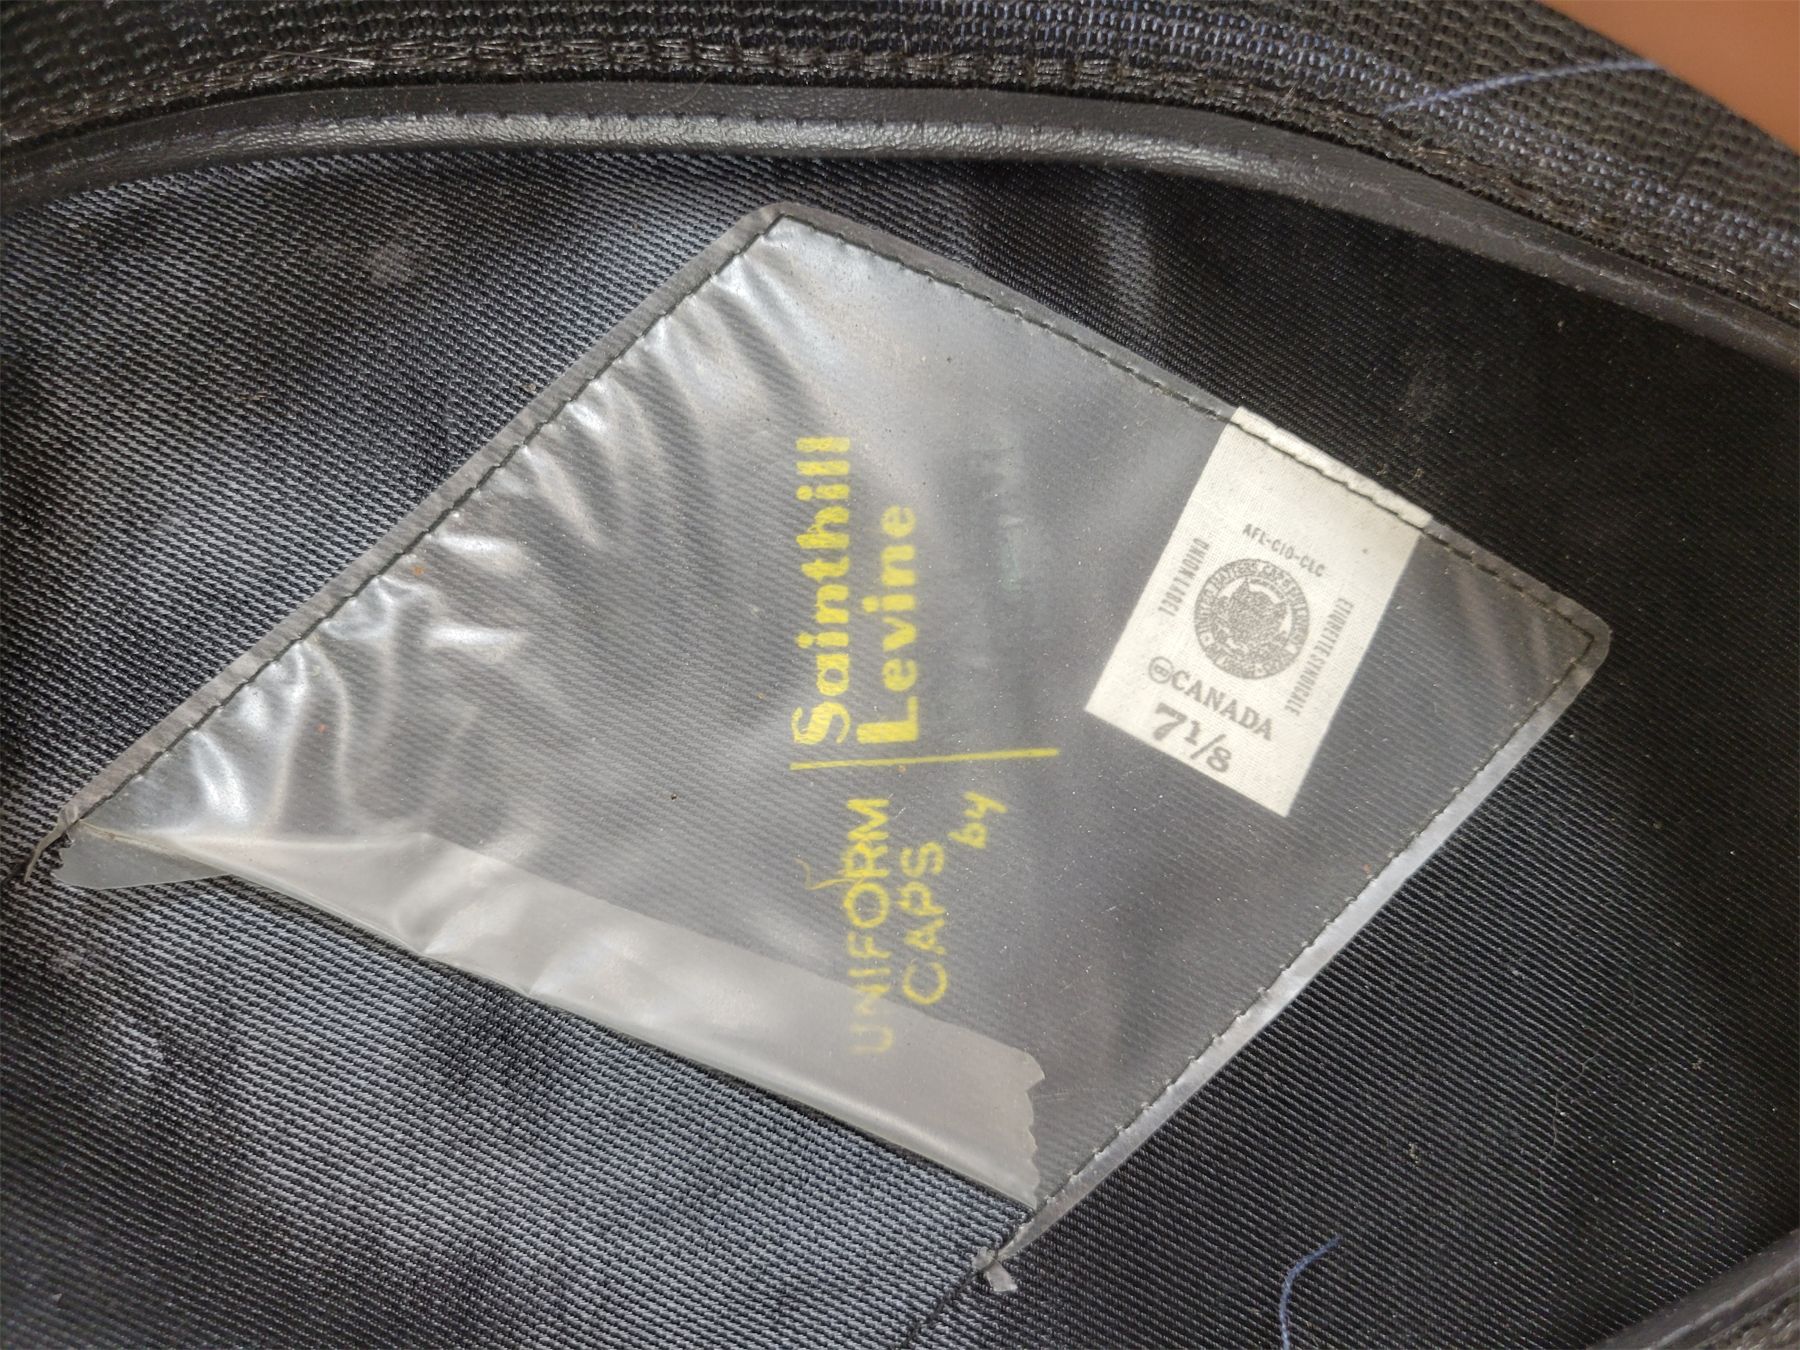 UNIFORM
CAPS
by
Sainthill
Levine
AFL-CIO-CLC
UNION LABEL
ETIQUETTE SYNDICALE
CANADA
7 1/8